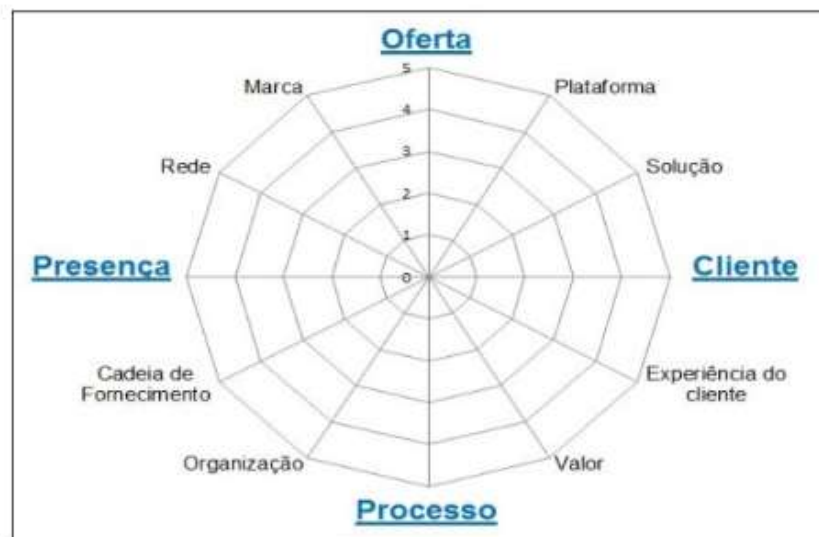 Oferta
5
Marca
Plataforma
4
3
Rede
Solução
2
1
Presença
0
Cliente
Cadeia de
Fornecimento
Experiência do
cliente
Organização
Valor
Processo